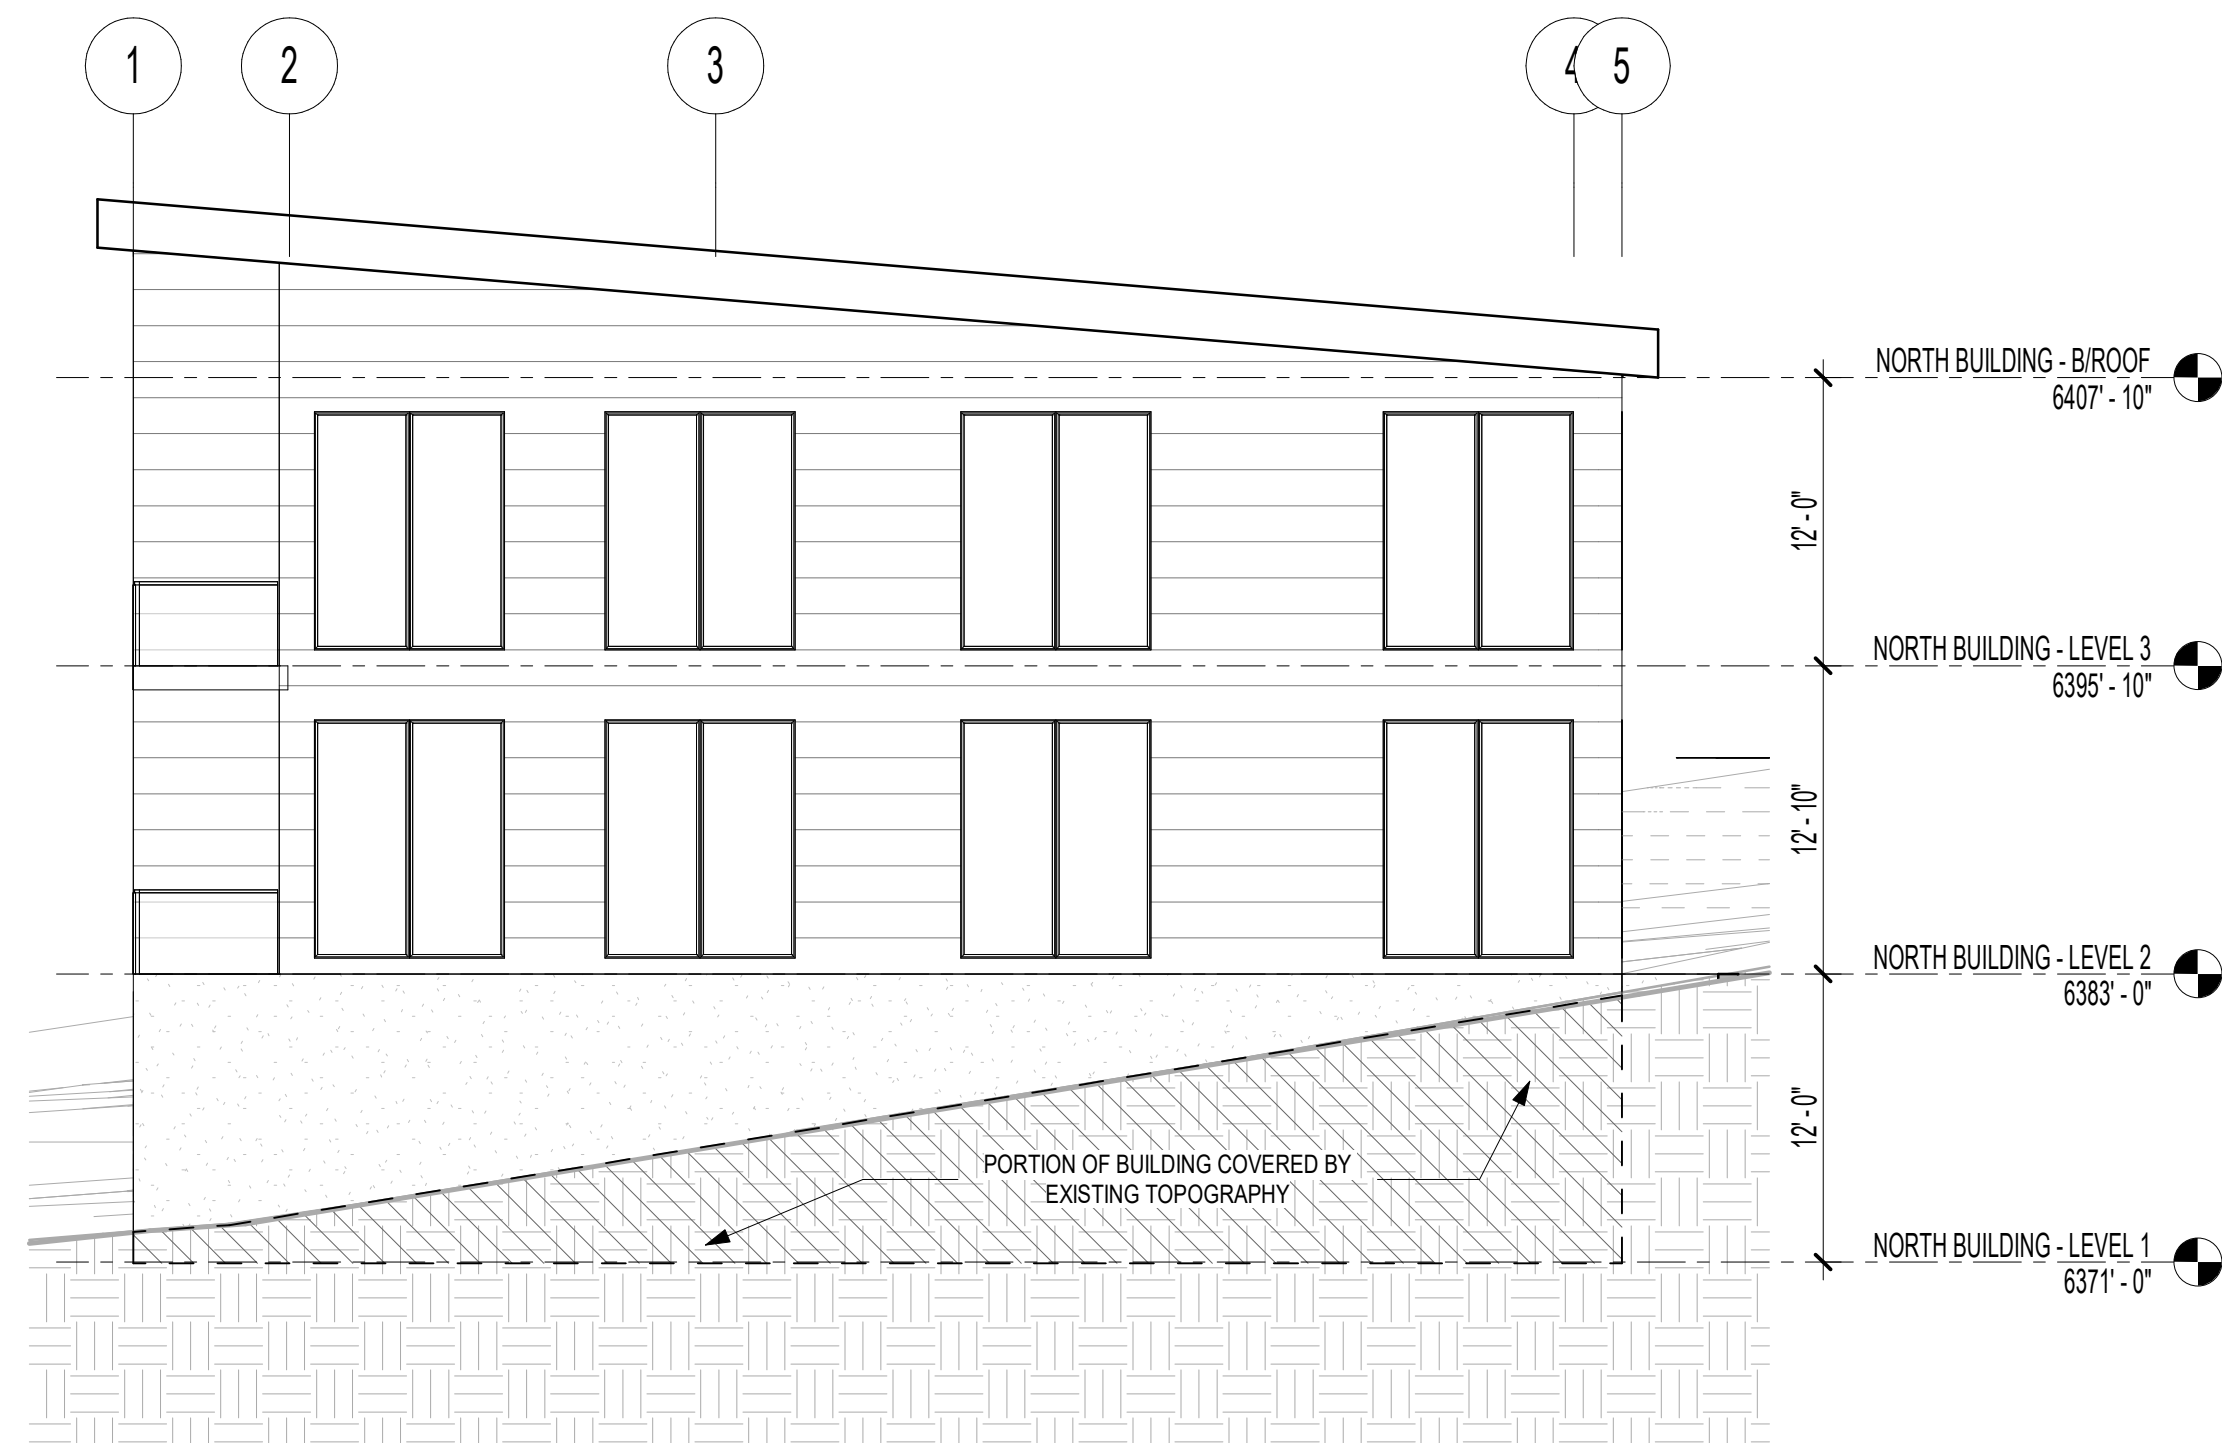 1
2
3
4
5
NORTH BUILDING - B/ROOF
6407' - 10"
12' - 0"
NORTH BUILDING - LEVEL 3
6395' - 10"
12' - 10"
NORTH BUILDING - LEVEL 2
6383' - 0"
12' - 0"
PORTION OF BUILDING COVERED BY
EXISTING TOPOGRAPHY
NORTH BUILDING - LEVEL 1
6371' - 0"